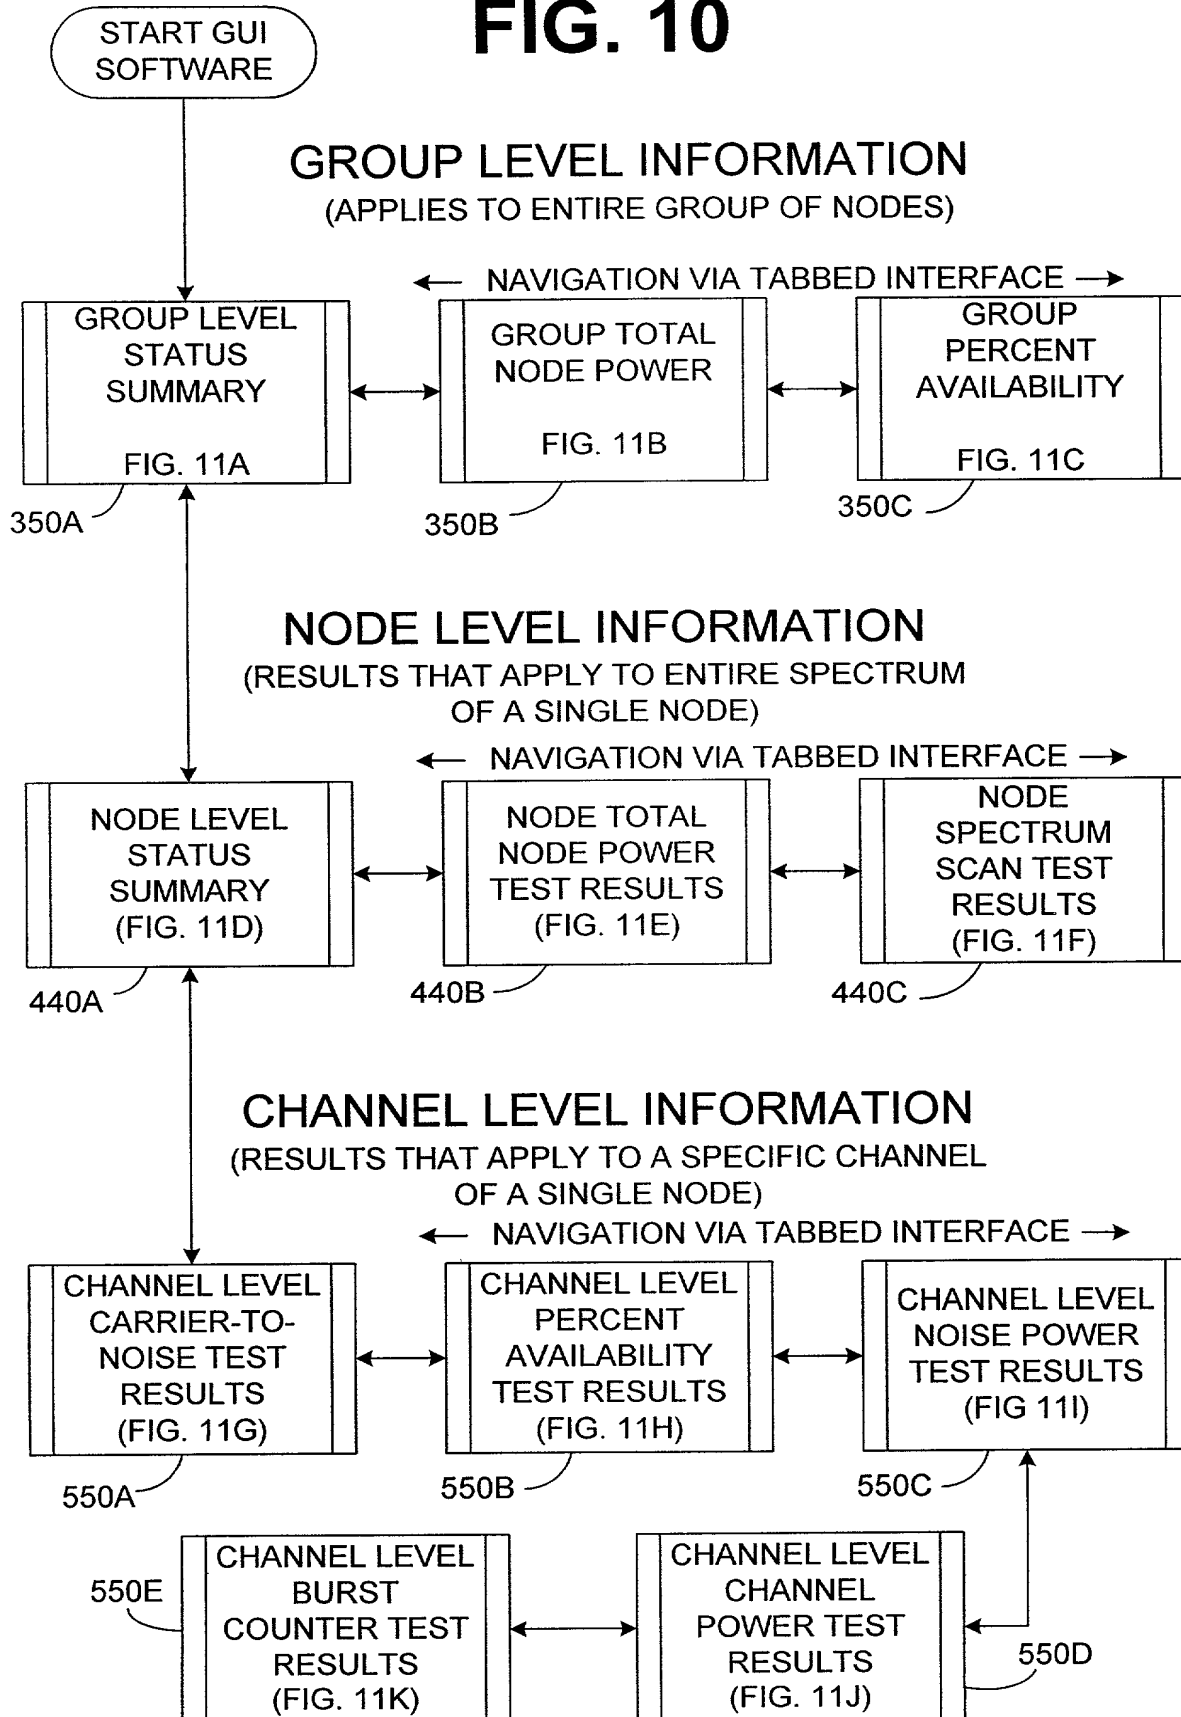 FIG. 10
START GUI
SOFTWARE
GROUP LEVEL INFORMATION
(APPLIES TO ENTIRE GROUP OF NODES)
NAVIGATION VIA TABBED INTERFACE
GROUP LEVEL
STATUS
SUMMARY
FIG. 11A
350A
GROUP TOTAL
NODE POWER
FIG. 11B
350B
GROUP
PERCENT
AVAILABILITY
FIG. 11C
350C
NODE LEVEL INFORMATION
(RESULTS THAT APPLY TO ENTIRE SPECTRUM
OF A SINGLE NODE)
NAVIGATION VIA TABBED INTERFACE
NODE LEVEL
STATUS
SUMMARY
(FIG. 11D)
440A
NODE TOTAL
NODE POWER
TEST RESULTS
(FIG. 11E)
440B
NODE
SPECTRUM
SCAN TEST
RESULTS
(FIG. 11F)
440C
CHANNEL LEVEL INFORMATION
(RESULTS THAT APPLY TO A SPECIFIC CHANNEL
OF A SINGLE NODE)
NAVIGATION VIA TABBED INTERFACE
CHANNEL LEVEL
CARRIER-TO-
NOISE TEST
RESULTS
(FIG. 11G)
550A
CHANNEL LEVEL
PERCENT
AVAILABILITY
TEST RESULTS
(FIG. 11H)
550B
CHANNEL LEVEL
NOISE POWER
TEST RESULTS
(FIG 11I)
550C
550E
CHANNEL LEVEL
BURST
COUNTER TEST
RESULTS
(FIG. 11K)
CHANNEL LEVEL
CHANNEL
POWER TEST
RESULTS
(FIG. 11J)
550D